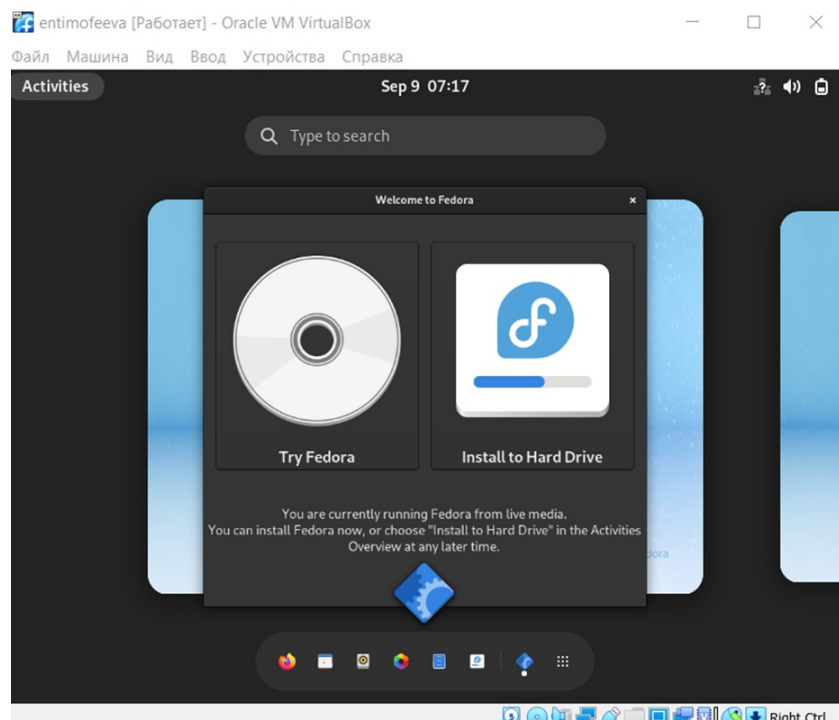 entimofeeva [Работает] - Oracle VM VirtualBox
Файл Машина Вид Ввод Устройства Справка
Activities
Sep 9 07:17
Type to search
Welcome to Fedora
Try Fedora
Install to Hard Drive
You are currently running Fedora from live media.
You can install Fedora now, or choose "Install to Hard Drive" in the Activities
Overview at any later time.
dora
Right Ctrl